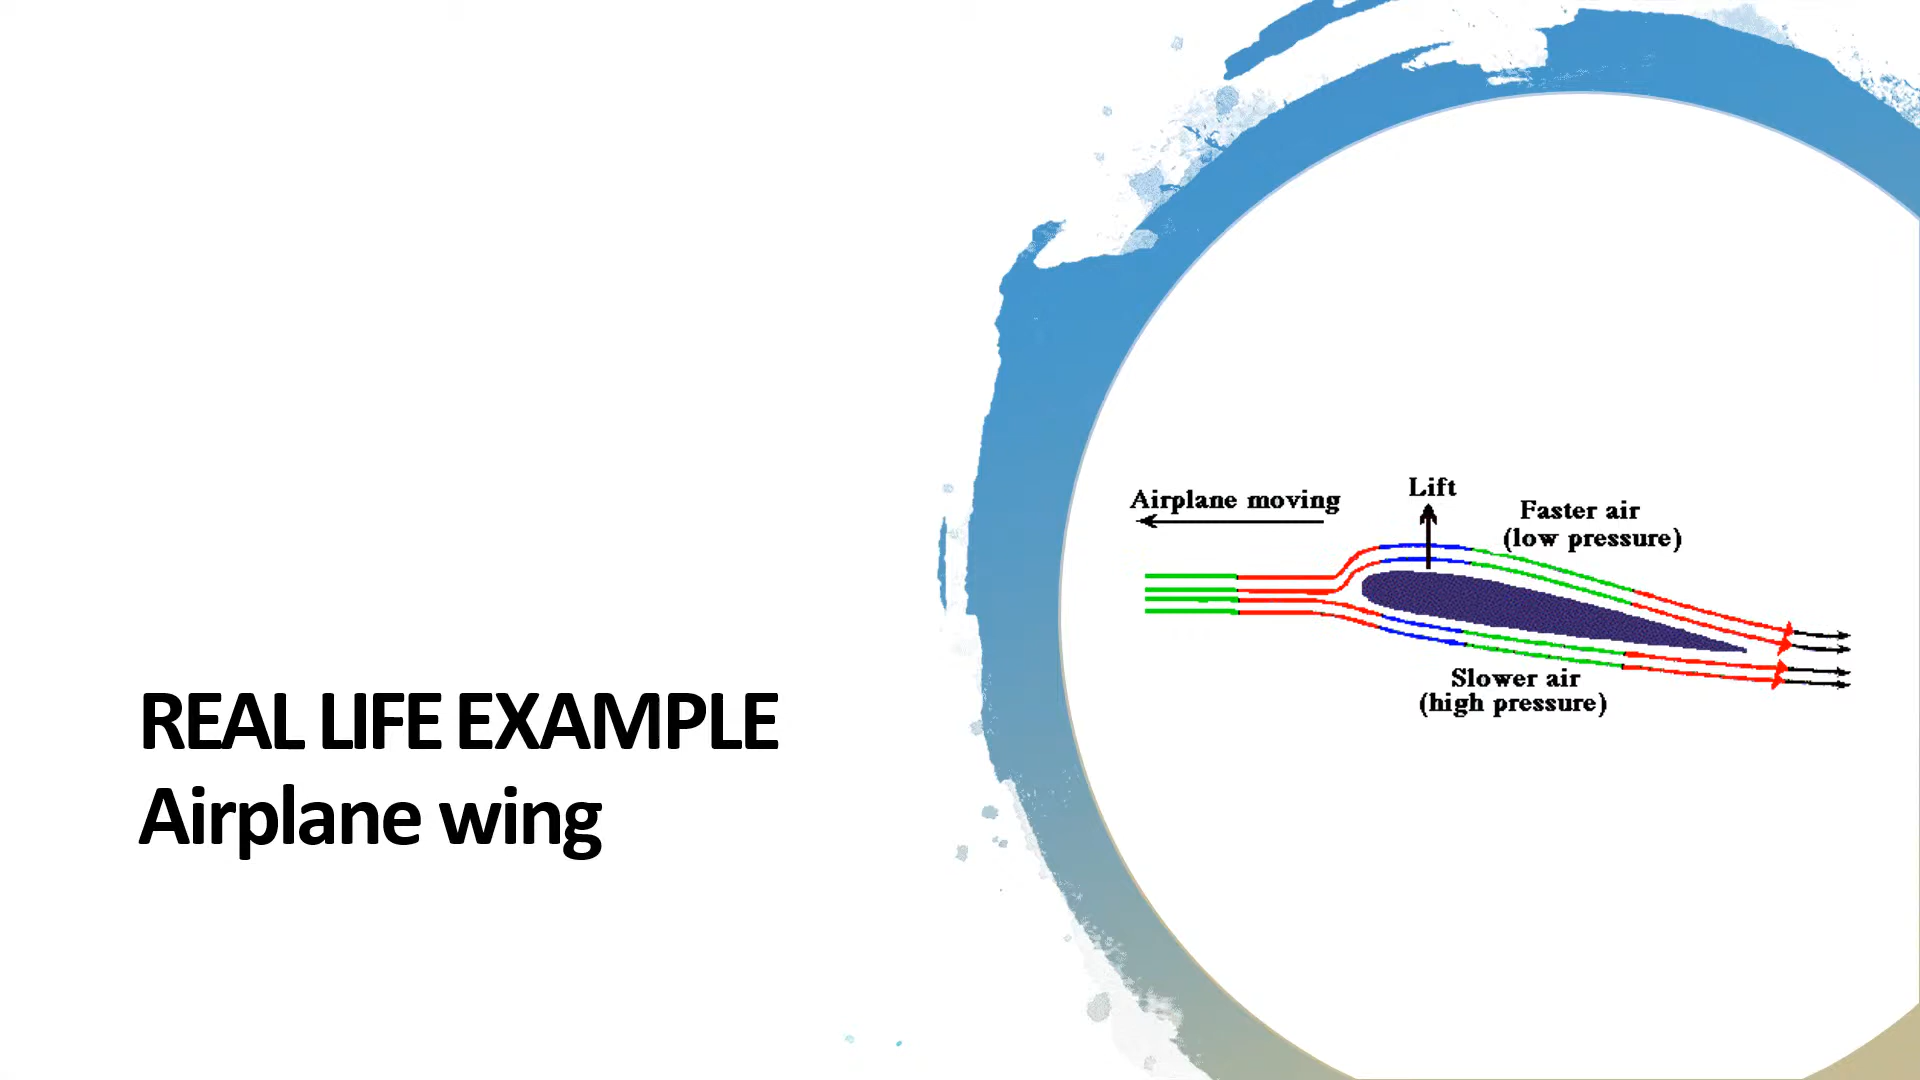 REAL LIFE EXAMPLE
Airplane wing
Airplane moving
Lift
Faster air
(low pressure)
Slower air
(high pressure)